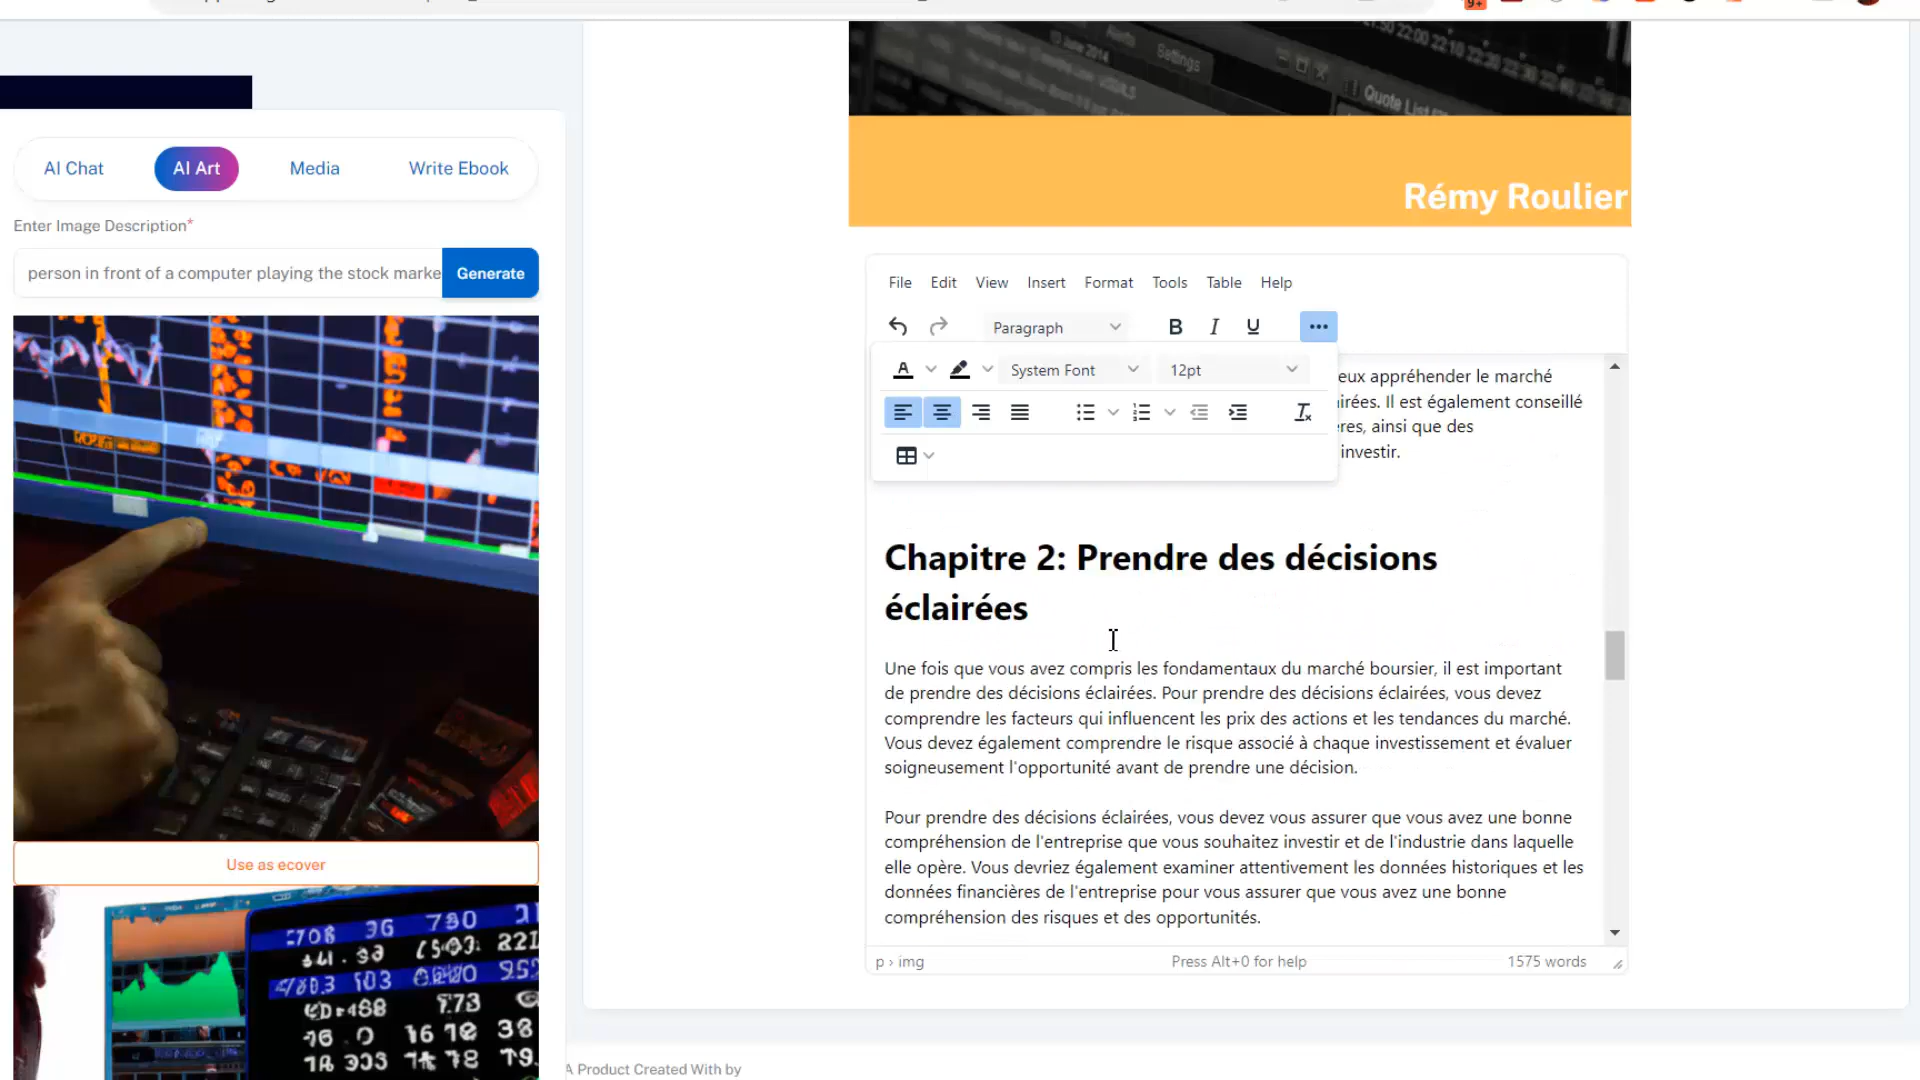 AI Chat
AI Art
Media
Write Ebook
Enter Image Description*
person in front of a computer playing the stock marke
Generate
Use as ecover
Alerts
Settings
Quote List
Rémy Roulier
File Edit View Insert Format Tools Table Help
Paragraph
B I U
A
System Font
12pt
eux appréhender le marché
irées. Il est également conseillé
res, ainsi que des
investir.
Chapitre 2: Prendre des décisions
éclairées
Une fois que vous avez compris les fondamentaux du marché boursier, il est important
de prendre des décisions éclairées. Pour prendre des décisions éclairées, vous devez
comprendre les facteurs qui influencent les prix des actions et les tendances du marché.
Vous devez également comprendre le risque associé à chaque investissement et évaluer
soigneusement l'opportunité avant de prendre une décision.
Pour prendre des décisions éclairées, vous devez vous assurer que vous avez une bonne
compréhension de l'entreprise que vous souhaitez investir et de l'industrie dans laquelle
elle opère. Vous devriez également examiner attentivement les données historiques et les
données financières de l'entreprise pour vous assurer que vous avez une bonne
compréhension des risques et des opportunités.
p › img
Press Alt+0 for help
1575 words
A Product Created With by